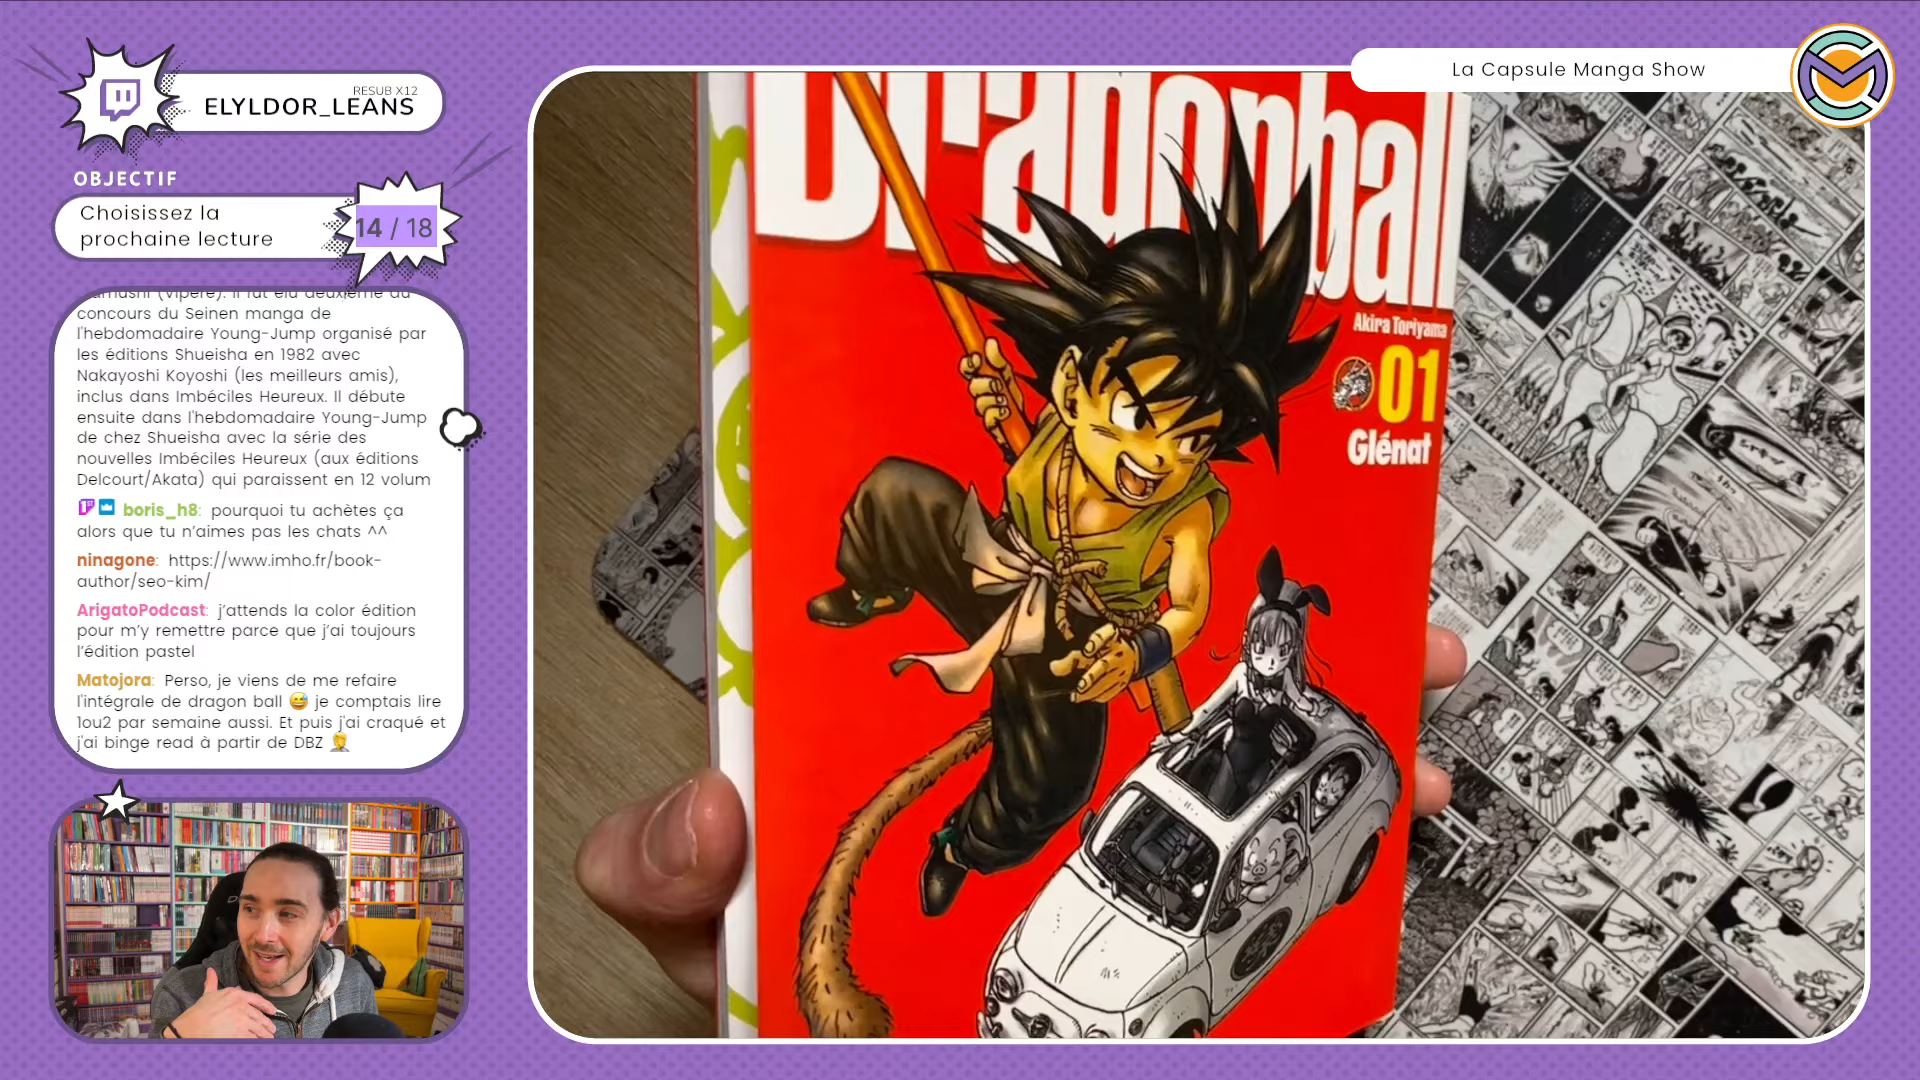 RESUB X12
ELYLDOR_LEANS
OBJECTIF
Choisissez la
prochaine lecture
14 / 18
(vipère). Il fut élu deuxième au
concours du Seinen manga de
l'hebdomadaire Young-Jump organisé par
les éditions Shueisha en 1982 avec
Nakayoshi Koyoshi (les meilleurs amis),
inclus dans Imbéciles Heureux. Il débute
ensuite dans l'hebdomadaire Young-Jump
de chez Shueisha avec la série des
nouvelles Imbéciles Heureux (aux éditions
Delcourt/Akata) qui paraissent en 12 volum
boris_h8: pourquoi tu achètes ça
alors que tu n'aimes pas les chats ^^
ninagone: https://www.imho.fr/book-
author/seo-kim/
ArigatoPodcast: j'attends la color édition
pour m'y remettre parce que j'ai toujours
l'édition pastel
Matojora: Perso, je viens de me refaire
l'intégrale de dragon ball 😅 je comptais lire
1ou2 par semaine aussi. Et puis j'ai craqué et
j'ai binge read à partir de DBZ 🤦
La Capsule Manga Show
Dragonball
Akira Toriyama
01
Glénat